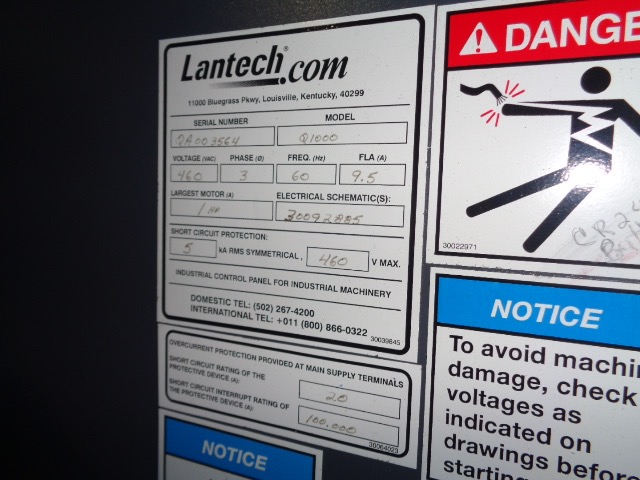 Lantech.com
11000 Bluegrass Pkwy, Louisville, Kentucky, 40299
SERIAL NUMBER MODEL
QA003564 Q1000
VOLTAGE (VAC) PHASE (Ø) FREQ. (Hz) FLA (A)
460 3 60 9.5
LARGEST MOTOR (A) ELECTRICAL SCHEMATIC(S):
1 HP 30092885
SHORT CIRCUIT PROTECTION:
5 kA RMS SYMMETRICAL, 460 V MAX.
INDUSTRIAL CONTROL PANEL FOR INDUSTRIAL MACHINERY
DOMESTIC TEL: (502) 267-4200
INTERNATIONAL TEL: +011 (800) 866-0322
30039845
OVERCURRENT PROTECTION PROVIDED AT MAIN SUPPLY TERMINALS
SHORT CIRCUIT RATING OF THE
PROTECTIVE DEVICE (A): 20
SHORT CIRCUIT INTERRUPT RATING OF
THE PROTECTIVE DEVICE (A): 100,000
30064023
NOTICE
DANGE
30022971
NOTICE
To avoid machin
damage, check
voltages as
indicated on
drawings before
starting